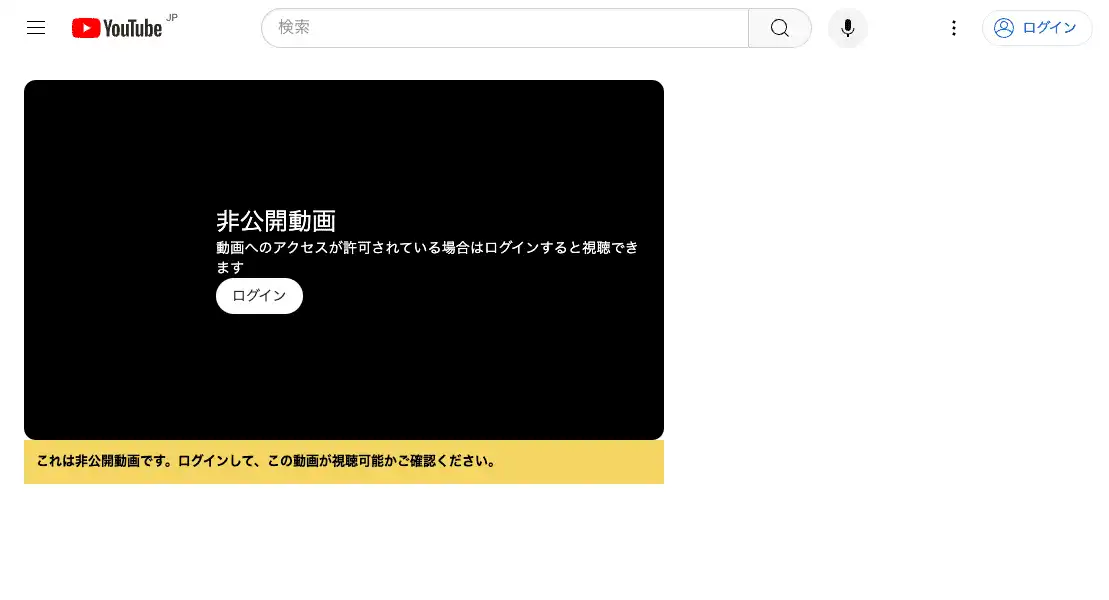 YouTube JP
検索
ログイン
非公開動画
動画へのアクセスが許可されている場合はログインすると視聴でき
ます
ログイン
これは非公開動画です。ログインして、この動画が視聴可能かご確認ください。